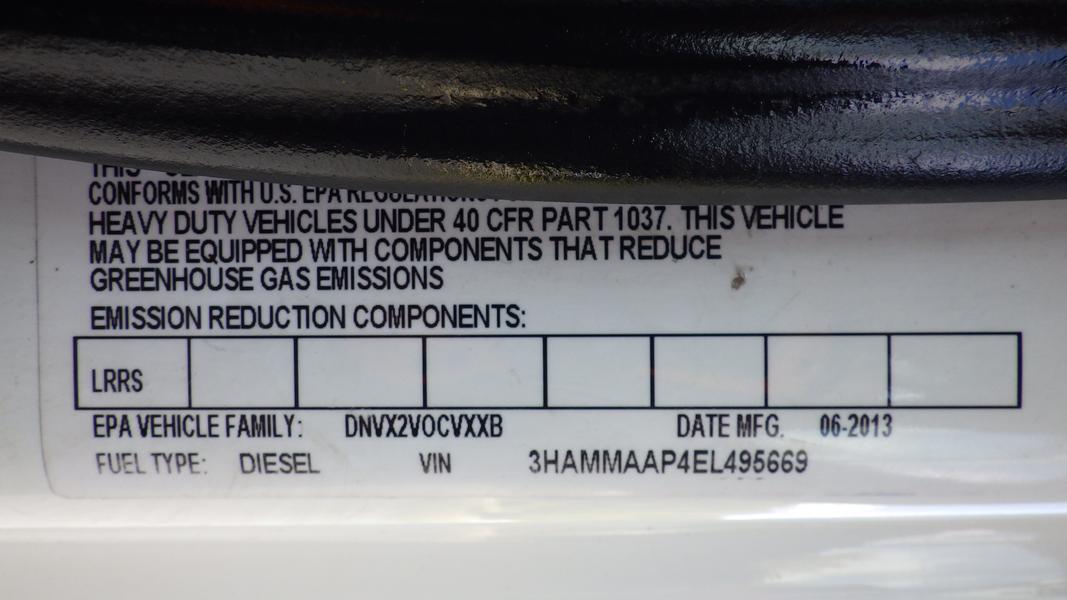 THIS
CONFORMS WITH U.S. EPA REGULATIONS
HEAVY DUTY VEHICLES UNDER 40 CFR PART 1037. THIS VEHICLE
MAY BE EQUIPPED WITH COMPONENTS THAT REDUCE
GREENHOUSE GAS EMISSIONS
EMISSION REDUCTION COMPONENTS:
LRRS
EPA VEHICLE FAMILY: DNVX2VOCVXXB DATE MFG. 06-2013
FUEL TYPE: DIESEL VIN 3HAMMAAP4EL495669